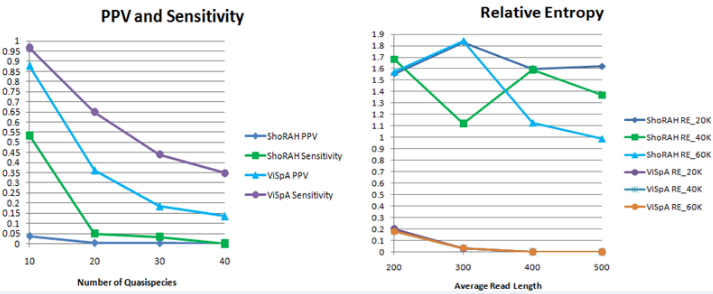 PPV and Sensitivity
1
0.95
0.9
0.85
0.8
0.75
0.7
0.65
0.6
0.55
0.5
0.45
0.4
0.35
0.3
0.25
0.2
0.15
0.1
0.05
0
10 20 30 40
Number of Quasispecies
ShoRAH PPV
ShoRAH Sensitivity
ViSpA PPV
ViSpA Sensitivity
Relative Entropy
1.9
1.8
1.7
1.6
1.5
1.4
1.3
1.2
1.1
1
0.9
0.8
0.7
0.6
0.5
0.4
0.3
0.2
0.1
0
200 300 400 500
Average Read Length
ShoRAH RE_20K
ShoRAH RE_40K
ShoRAH RE_60K
ViSpA RE_20K
ViSpA RE_40K
ViSpA RE_60K